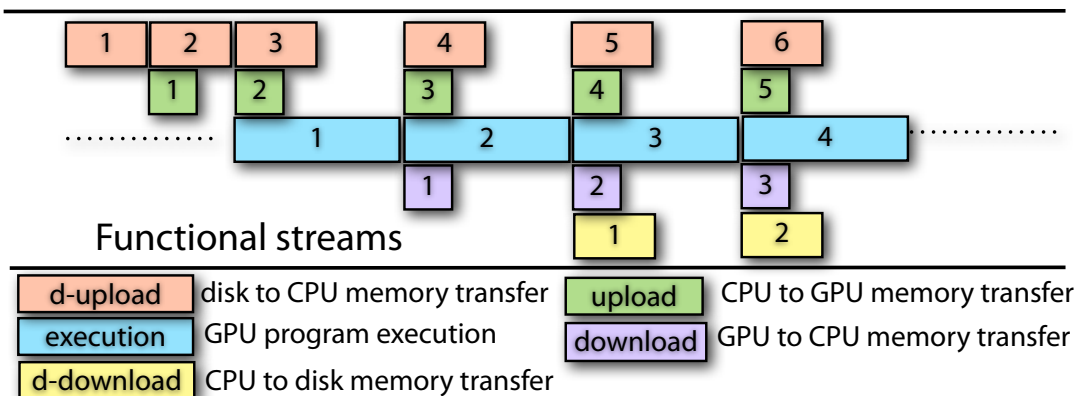 1 2 3 4 5 6
1 2 3 4 5
1 2 3 4
1 2 3
Functional streams 1 2
d-upload disk to CPU memory transfer upload CPU to GPU memory transfer
execution GPU program execution download GPU to CPU memory transfer
d-download CPU to disk memory transfer